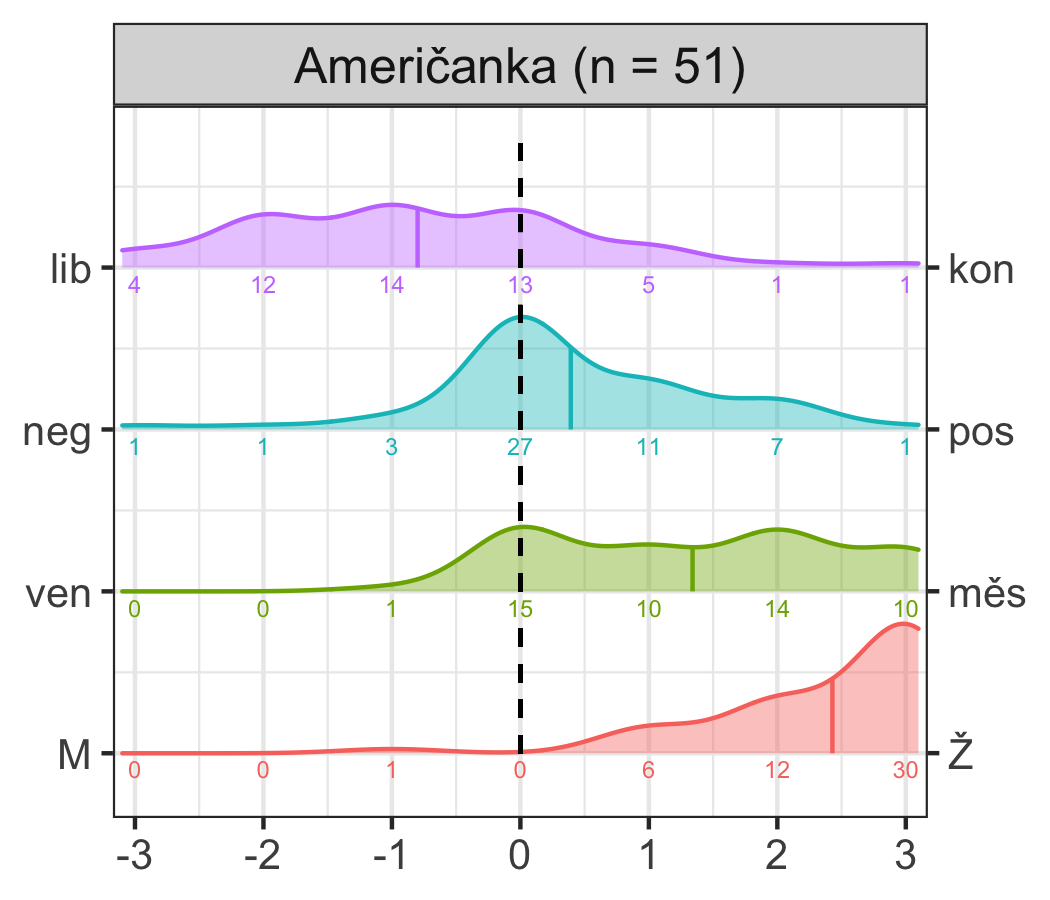 Američanka (n = 51)
lib kon
4 12 14 13 5 1 1
neg pos
1 1 3 27 11 7 1
ven měs
0 0 1 15 10 14 10
M Ž
0 0 1 0 6 12 30
-3 -2 -1 0 1 2 3